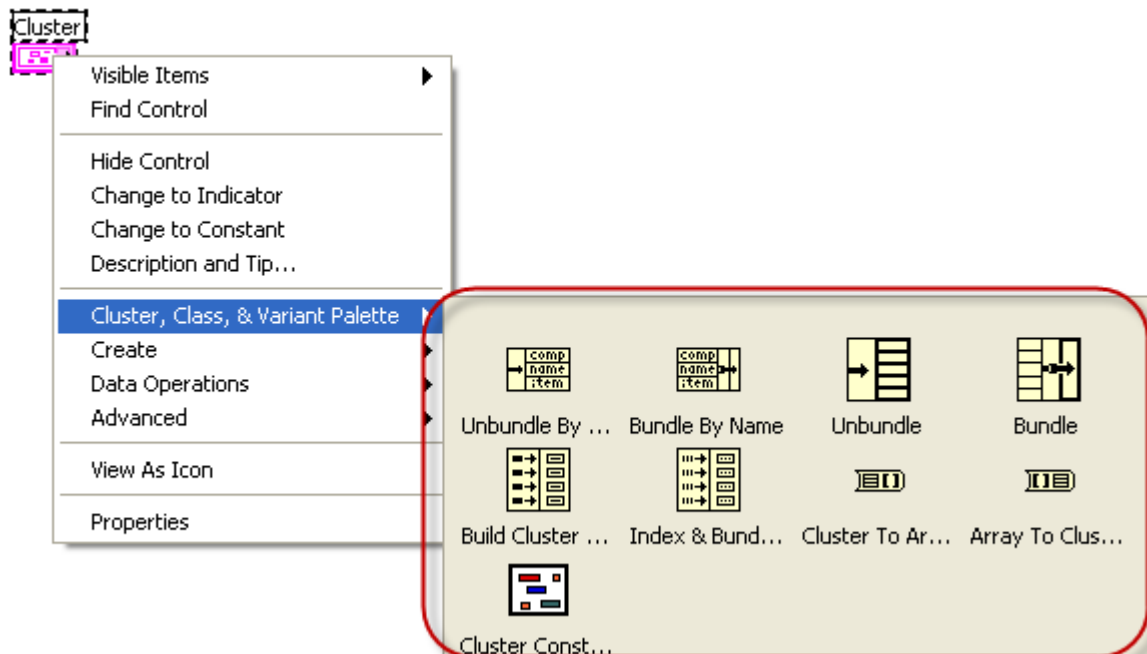 Cluster
Visible Items
Find Control
Hide Control
Change to Indicator
Change to Constant
Description and Tip...
Cluster, Class, & Variant Palette
Create
Data Operations
Advanced
View As Icon
Properties
comp
name
item
comp
name
item
Unbundle By ... Bundle By Name Unbundle Bundle
Build Cluster ... Index & Bund... Cluster To Ar... Array To Clus...
Cluster Const...